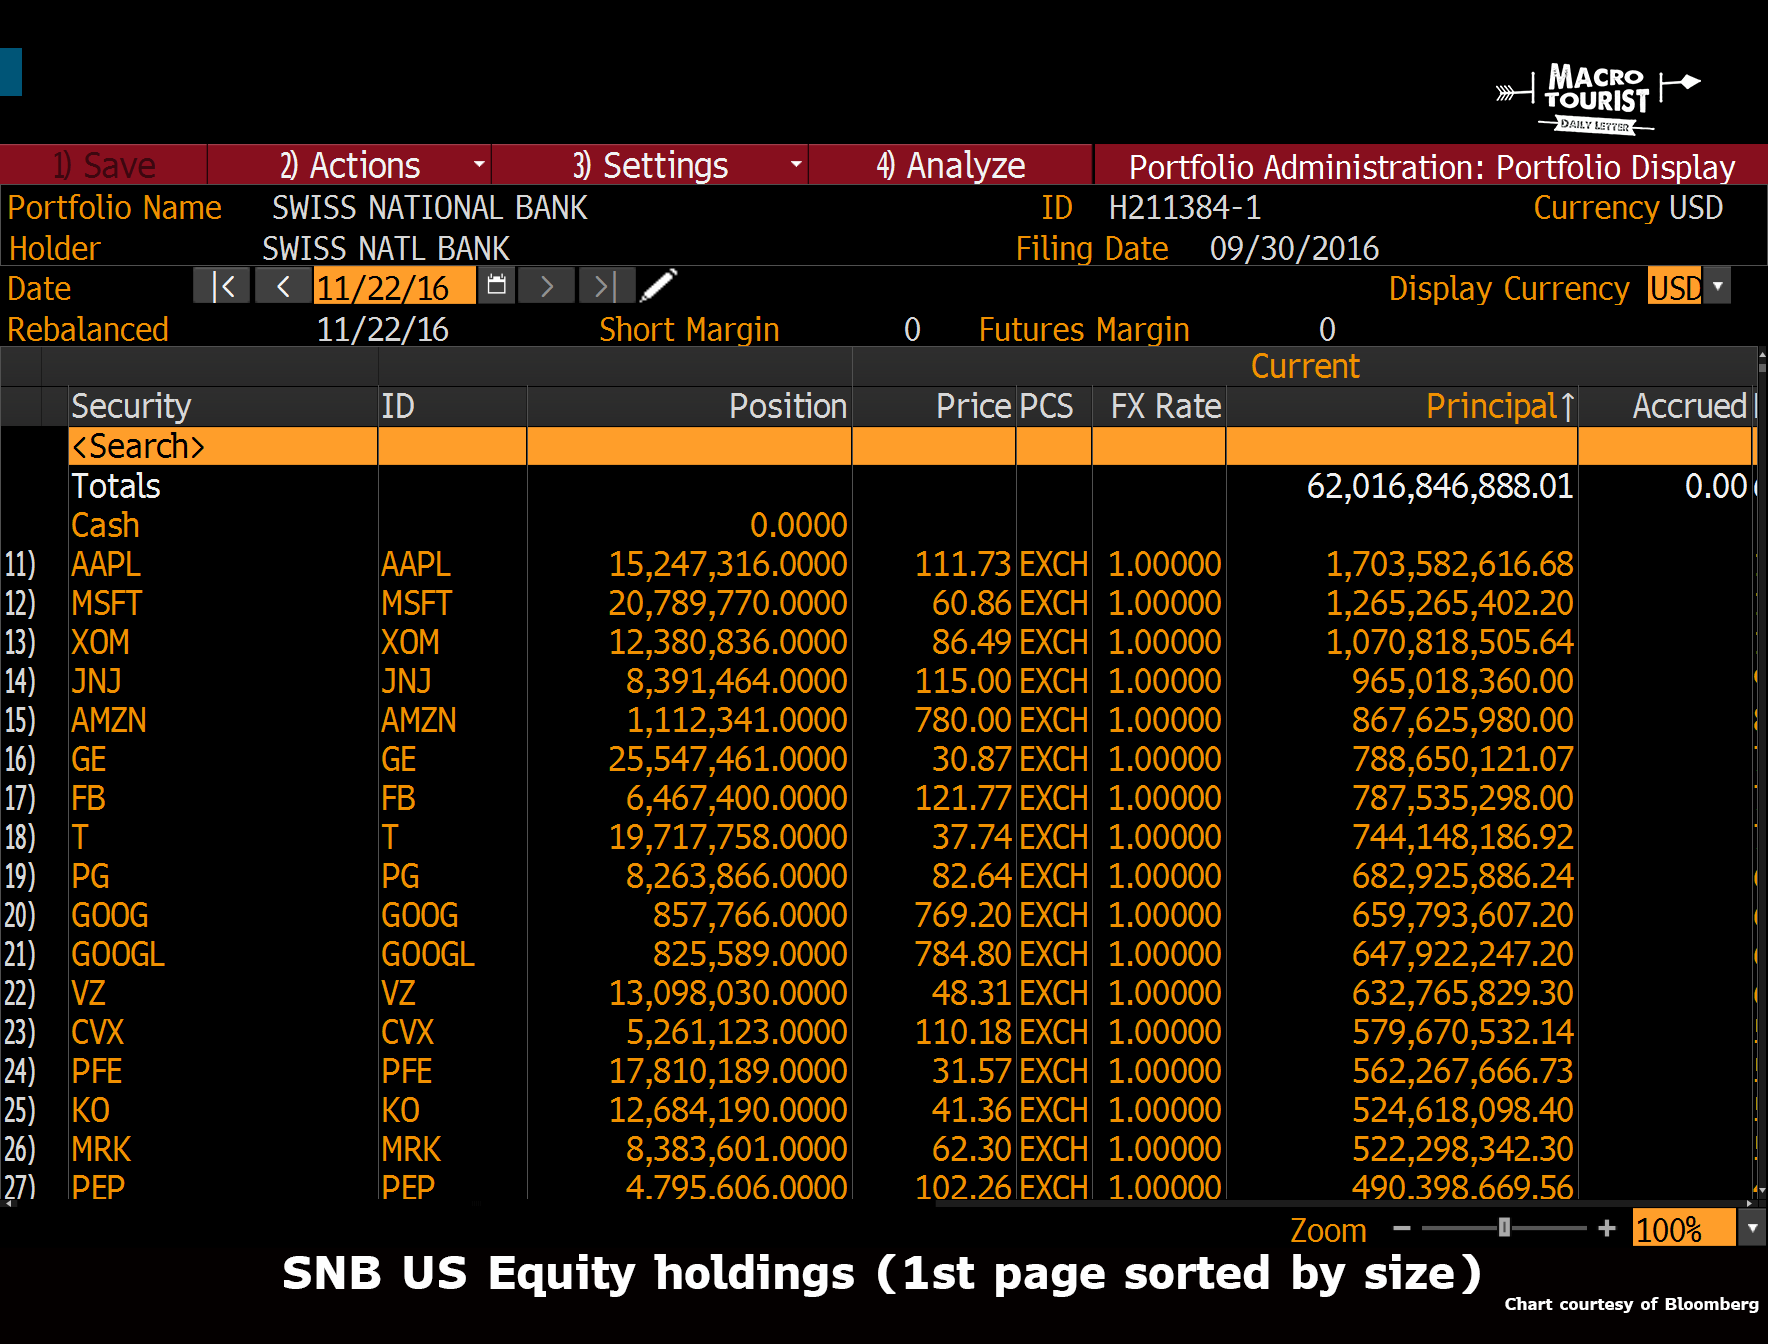 MACRO
TOURIST
DAILY LETTER
1) Save 2) Actions 3) Settings 4) Analyze Portfolio Administration: Portfolio Display
Portfolio Name SWISS NATIONAL BANK ID H211384-1 Currency USD
Holder SWISS NATL BANK Filing Date 09/30/2016
Date 11/22/16 Display Currency USD
Rebalanced 11/22/16 Short Margin 0 Futures Margin 0
Current
Security ID Position Price PCS FX Rate Principal↑ Accrued
<Search>
Totals 62,016,846,888.01 0.00
Cash 0.0000
11) AAPL AAPL 15,247,316.0000 111.73 EXCH 1.00000 1,703,582,616.68
12) MSFT MSFT 20,789,770.0000 60.86 EXCH 1.00000 1,265,265,402.20
13) XOM XOM 12,380,836.0000 86.49 EXCH 1.00000 1,070,818,505.64
14) JNJ JNJ 8,391,464.0000 115.00 EXCH 1.00000 965,018,360.00
15) AMZN AMZN 1,112,341.0000 780.00 EXCH 1.00000 867,625,980.00
16) GE GE 25,547,461.0000 30.87 EXCH 1.00000 788,650,121.07
17) FB FB 6,467,400.0000 121.77 EXCH 1.00000 787,535,298.00
18) T T 19,717,758.0000 37.74 EXCH 1.00000 744,148,186.92
19) PG PG 8,263,866.0000 82.64 EXCH 1.00000 682,925,886.24
20) GOOG GOOG 857,766.0000 769.20 EXCH 1.00000 659,793,607.20
21) GOOGL GOOGL 825,589.0000 784.80 EXCH 1.00000 647,922,247.20
22) VZ VZ 13,098,030.0000 48.31 EXCH 1.00000 632,765,829.30
23) CVX CVX 5,261,123.0000 110.18 EXCH 1.00000 579,670,532.14
24) PFE PFE 17,810,189.0000 31.57 EXCH 1.00000 562,267,666.73
25) KO KO 12,684,190.0000 41.36 EXCH 1.00000 524,618,098.40
26) MRK MRK 8,383,601.0000 62.30 EXCH 1.00000 522,298,342.30
27) PEP PEP 4,795,606.0000 102.26 EXCH 1.00000 490,398,669.56
Zoom − + 100%
SNB US Equity holdings (1st page sorted by size)
Chart courtesy of Bloomberg